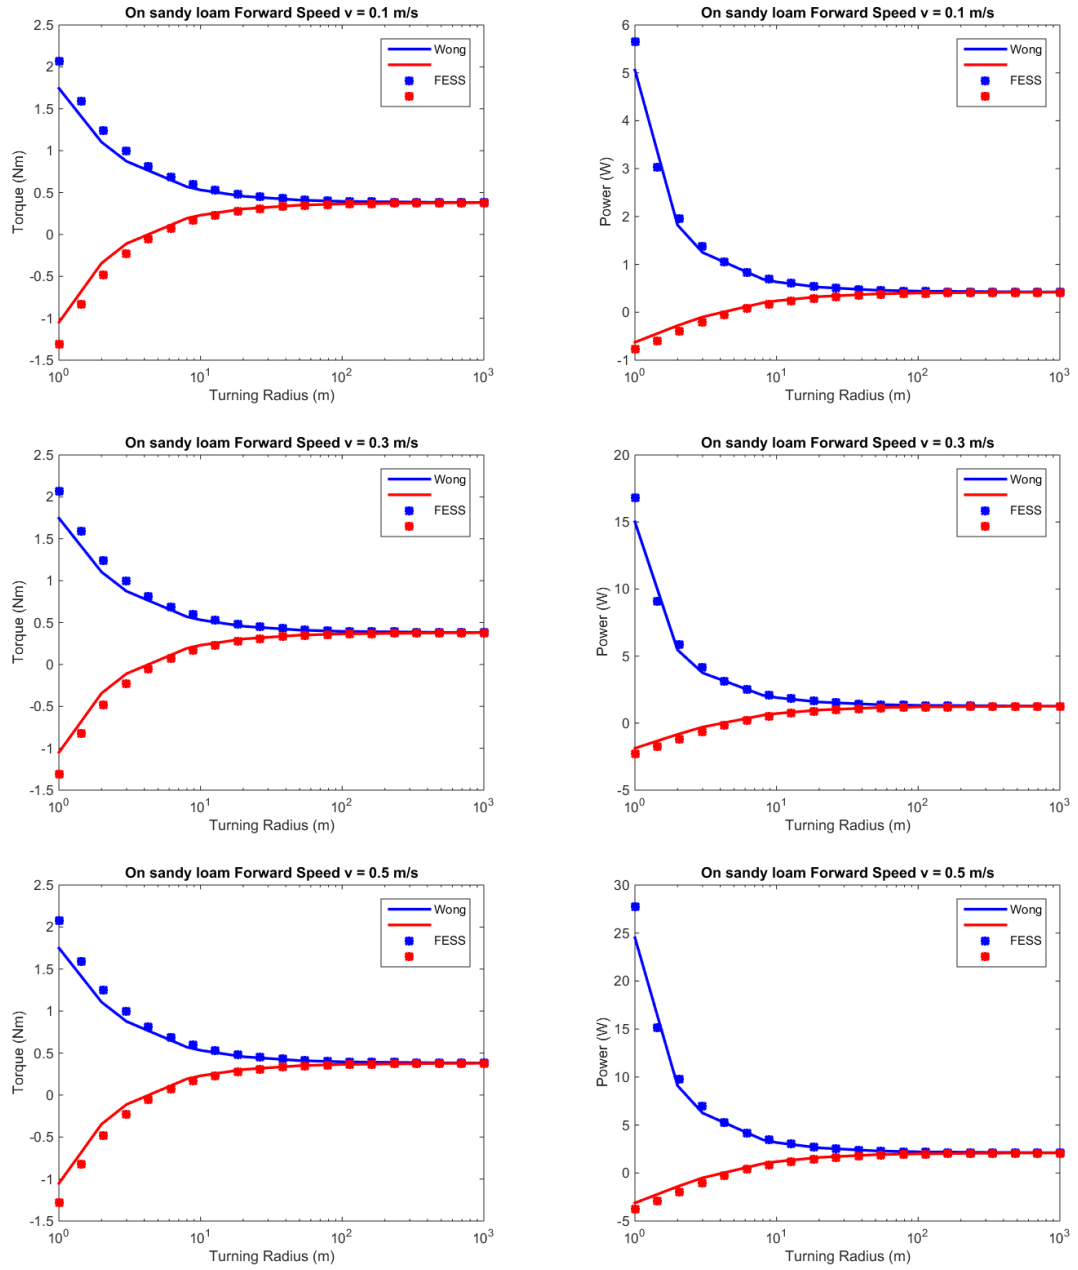 On sandy loam Forward Speed v = 0.1 m/s
2.5
2
1.5
1
0.5
0
-0.5
-1
-1.5
Torque (Nm)
Wong
FESS
10^0 10^1 10^2 10^3
Turning Radius (m)
On sandy loam Forward Speed v = 0.1 m/s
6
5
4
3
2
1
0
-1
Power (W)
Wong
FESS
10^0 10^1 10^2 10^3
Turning Radius (m)
On sandy loam Forward Speed v = 0.3 m/s
2.5
2
1.5
1
0.5
0
-0.5
-1
-1.5
Torque (Nm)
Wong
FESS
10^0 10^1 10^2 10^3
Turning Radius (m)
On sandy loam Forward Speed v = 0.3 m/s
20
15
10
5
0
-5
Power (W)
Wong
FESS
10^0 10^1 10^2 10^3
Turning Radius (m)
On sandy loam Forward Speed v = 0.5 m/s
2.5
2
1.5
1
0.5
0
-0.5
-1
-1.5
Torque (Nm)
Wong
FESS
10^0 10^1 10^2 10^3
Turning Radius (m)
On sandy loam Forward Speed v = 0.5 m/s
30
25
20
15
10
5
0
-5
Power (W)
Wong
FESS
10^0 10^1 10^2 10^3
Turning Radius (m)